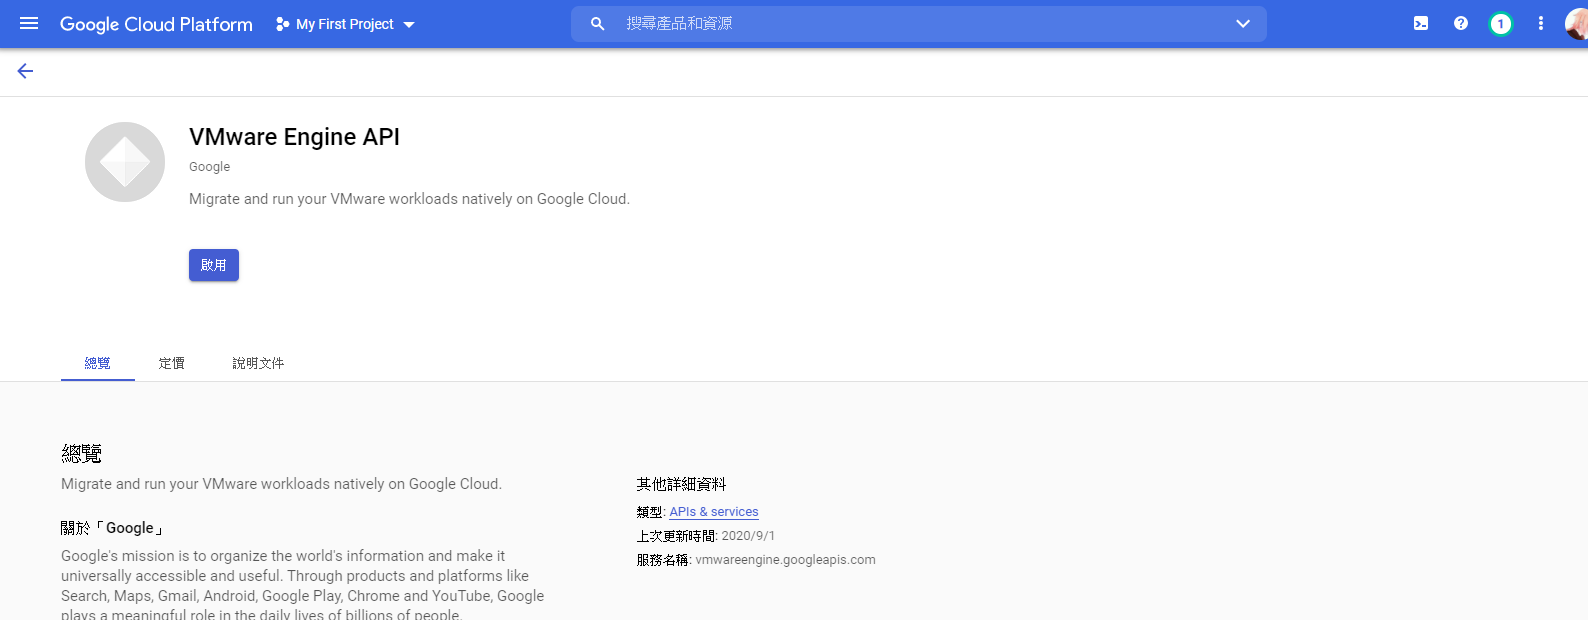 Google Cloud Platform My First Project 搜尋產品和資源 1
VMware Engine API
Google
Migrate and run your VMware workloads natively on Google Cloud.
啟用
總覽 定價 說明文件
總覽
Migrate and run your VMware workloads natively on Google Cloud.
關於「Google」
Google's mission is to organize the world's information and make it
universally accessible and useful. Through products and platforms like
Search, Maps, Gmail, Android, Google Play, Chrome and YouTube, Google
plays a meaningful role in the daily lives of billions of people.
其他詳細資料
類型: APIs & services
上次更新時間: 2020/9/1
服務名稱: vmwareengine.googleapis.com